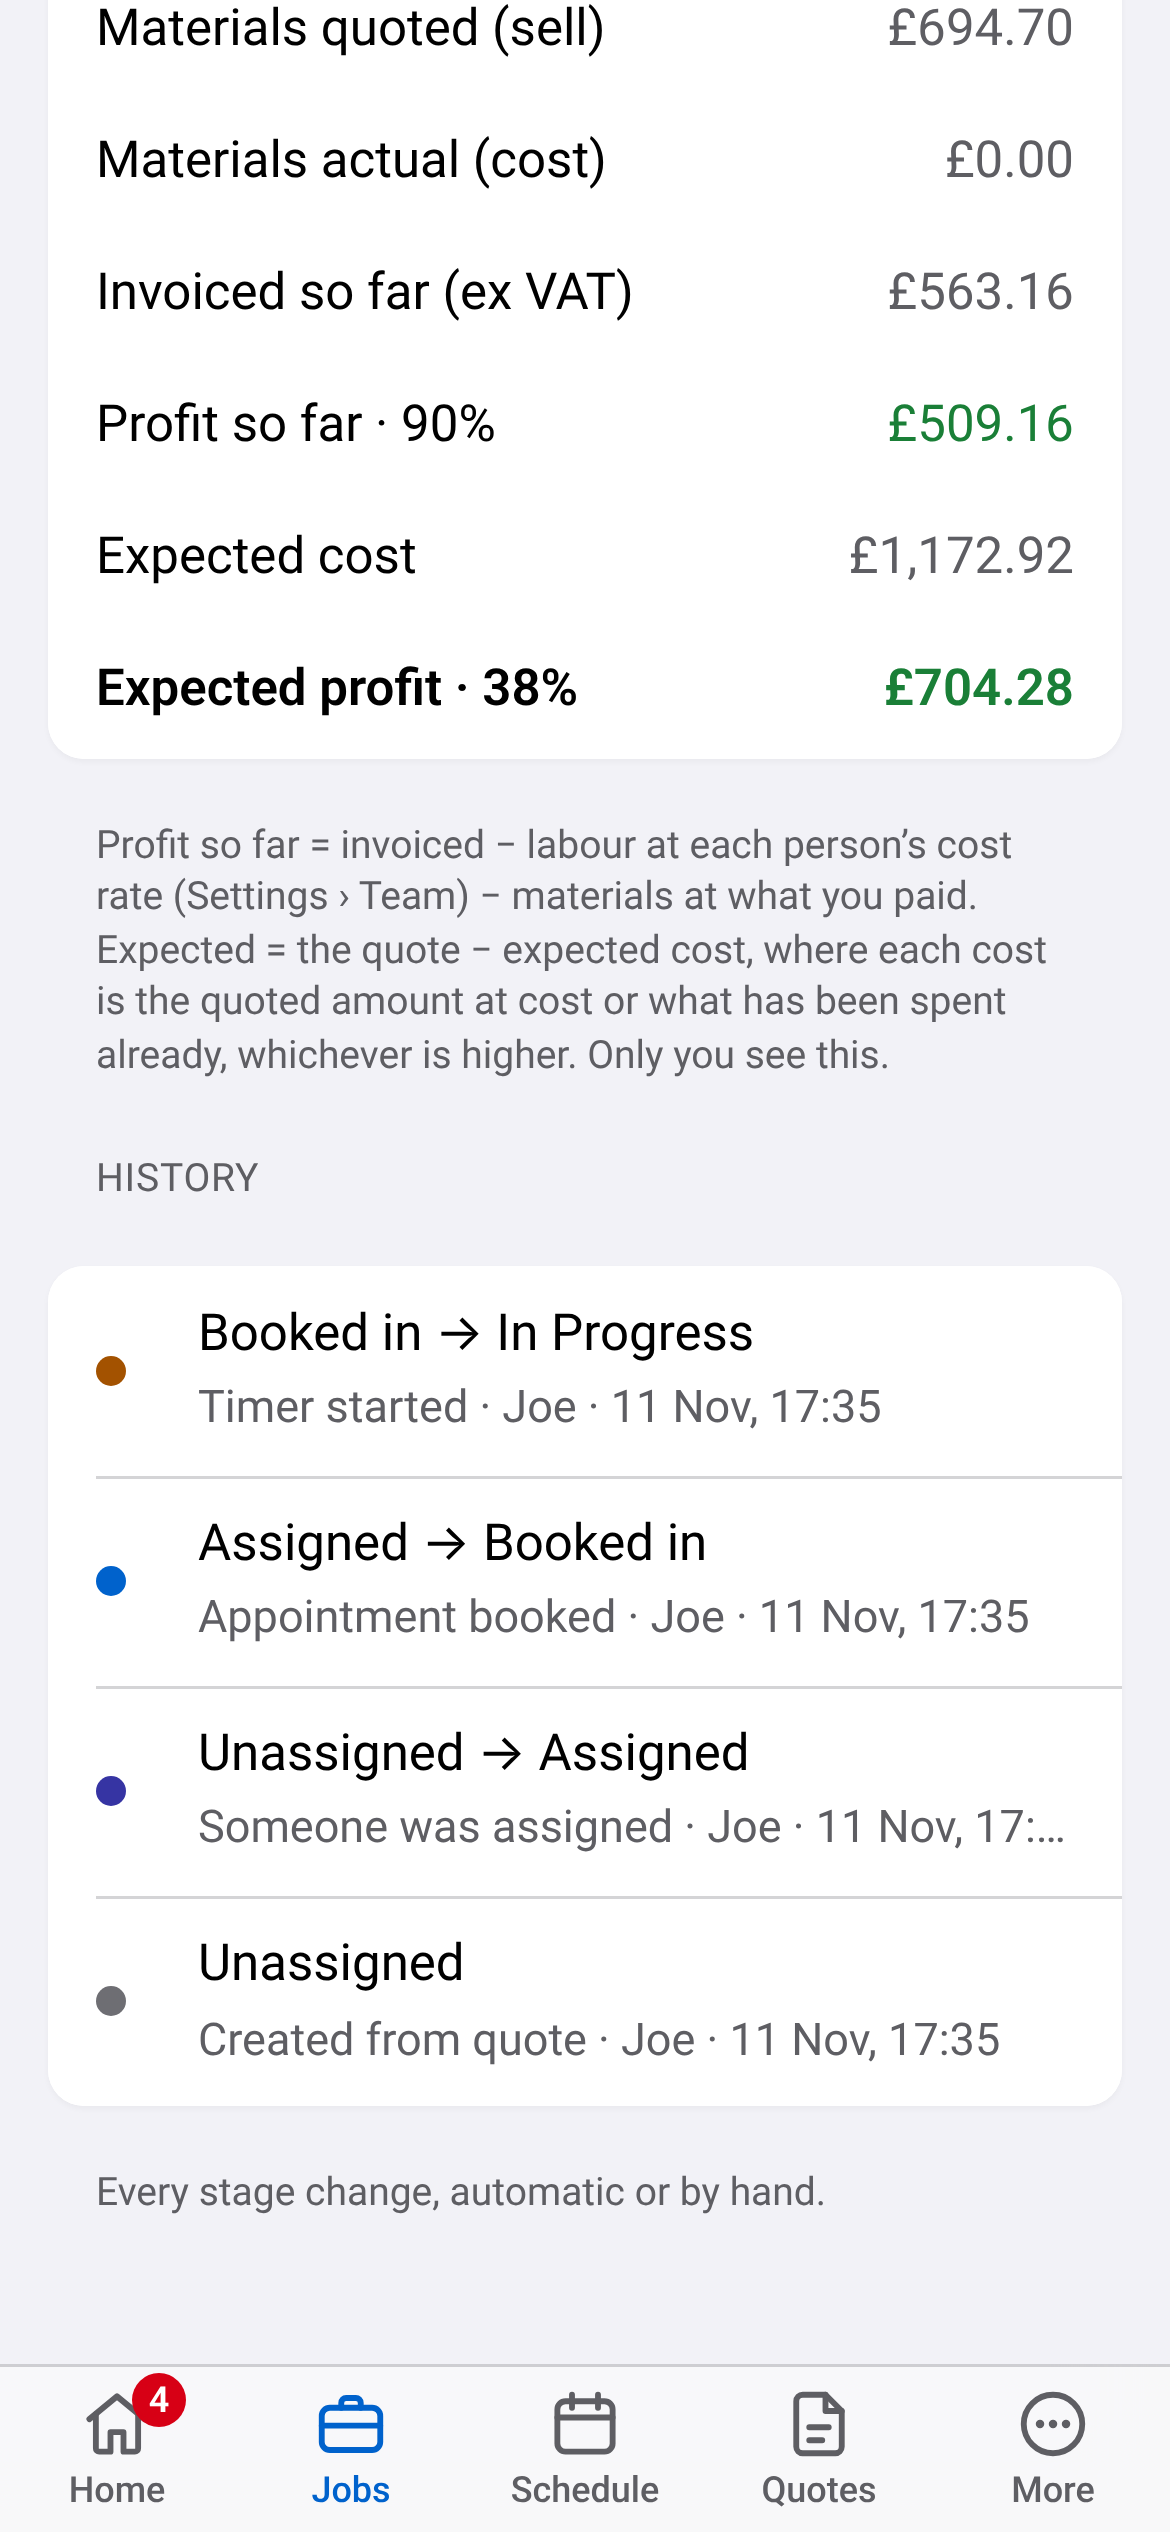 Materials quoted (sell) £694.70
Materials actual (cost) £0.00
Invoiced so far (ex VAT) £563.16
Profit so far · 90% £509.16
Expected cost £1,172.92
Expected profit · 38% £704.28
Profit so far = invoiced − labour at each person’s cost
rate (Settings › Team) − materials at what you paid.
Expected = the quote − expected cost, where each cost
is the quoted amount at cost or what has been spent
already, whichever is higher. Only you see this.
HISTORY
Booked in → In Progress
Timer started · Joe · 11 Nov, 17:35
Assigned → Booked in
Appointment booked · Joe · 11 Nov, 17:35
Unassigned → Assigned
Someone was assigned · Joe · 11 Nov, 17:...
Unassigned
Created from quote · Joe · 11 Nov, 17:35
Every stage change, automatic or by hand.
4
Home Jobs Schedule Quotes More